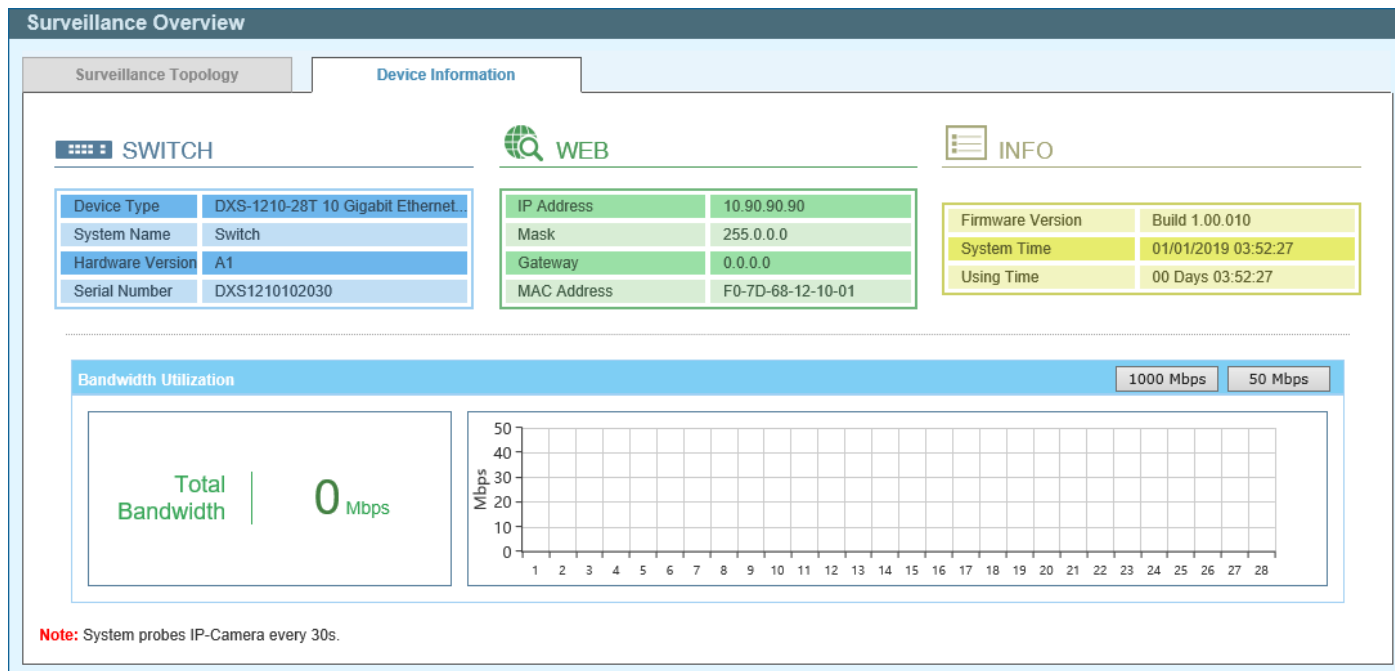 Surveillance Overview
Surveillance Topology
Device Information
SWITCH
Device Type DXS-1210-28T 10 Gigabit Ethernet...
System Name Switch
Hardware Version A1
Serial Number DXS1210102030
WEB
IP Address 10.90.90.90
Mask 255.0.0.0
Gateway 0.0.0.0
MAC Address F0-7D-68-12-10-01
INFO
Firmware Version Build 1.00.010
System Time 01/01/2019 03:52:27
Using Time 00 Days 03:52:27
Bandwidth Utilization
1000 Mbps
50 Mbps
Total
Bandwidth
0 Mbps
Mbps
50
40
30
20
10
0
1 2 3 4 5 6 7 8 9 10 11 12 13 14 15 16 17 18 19 20 21 22 23 24 25 26 27 28
Note: System probes IP-Camera every 30s.